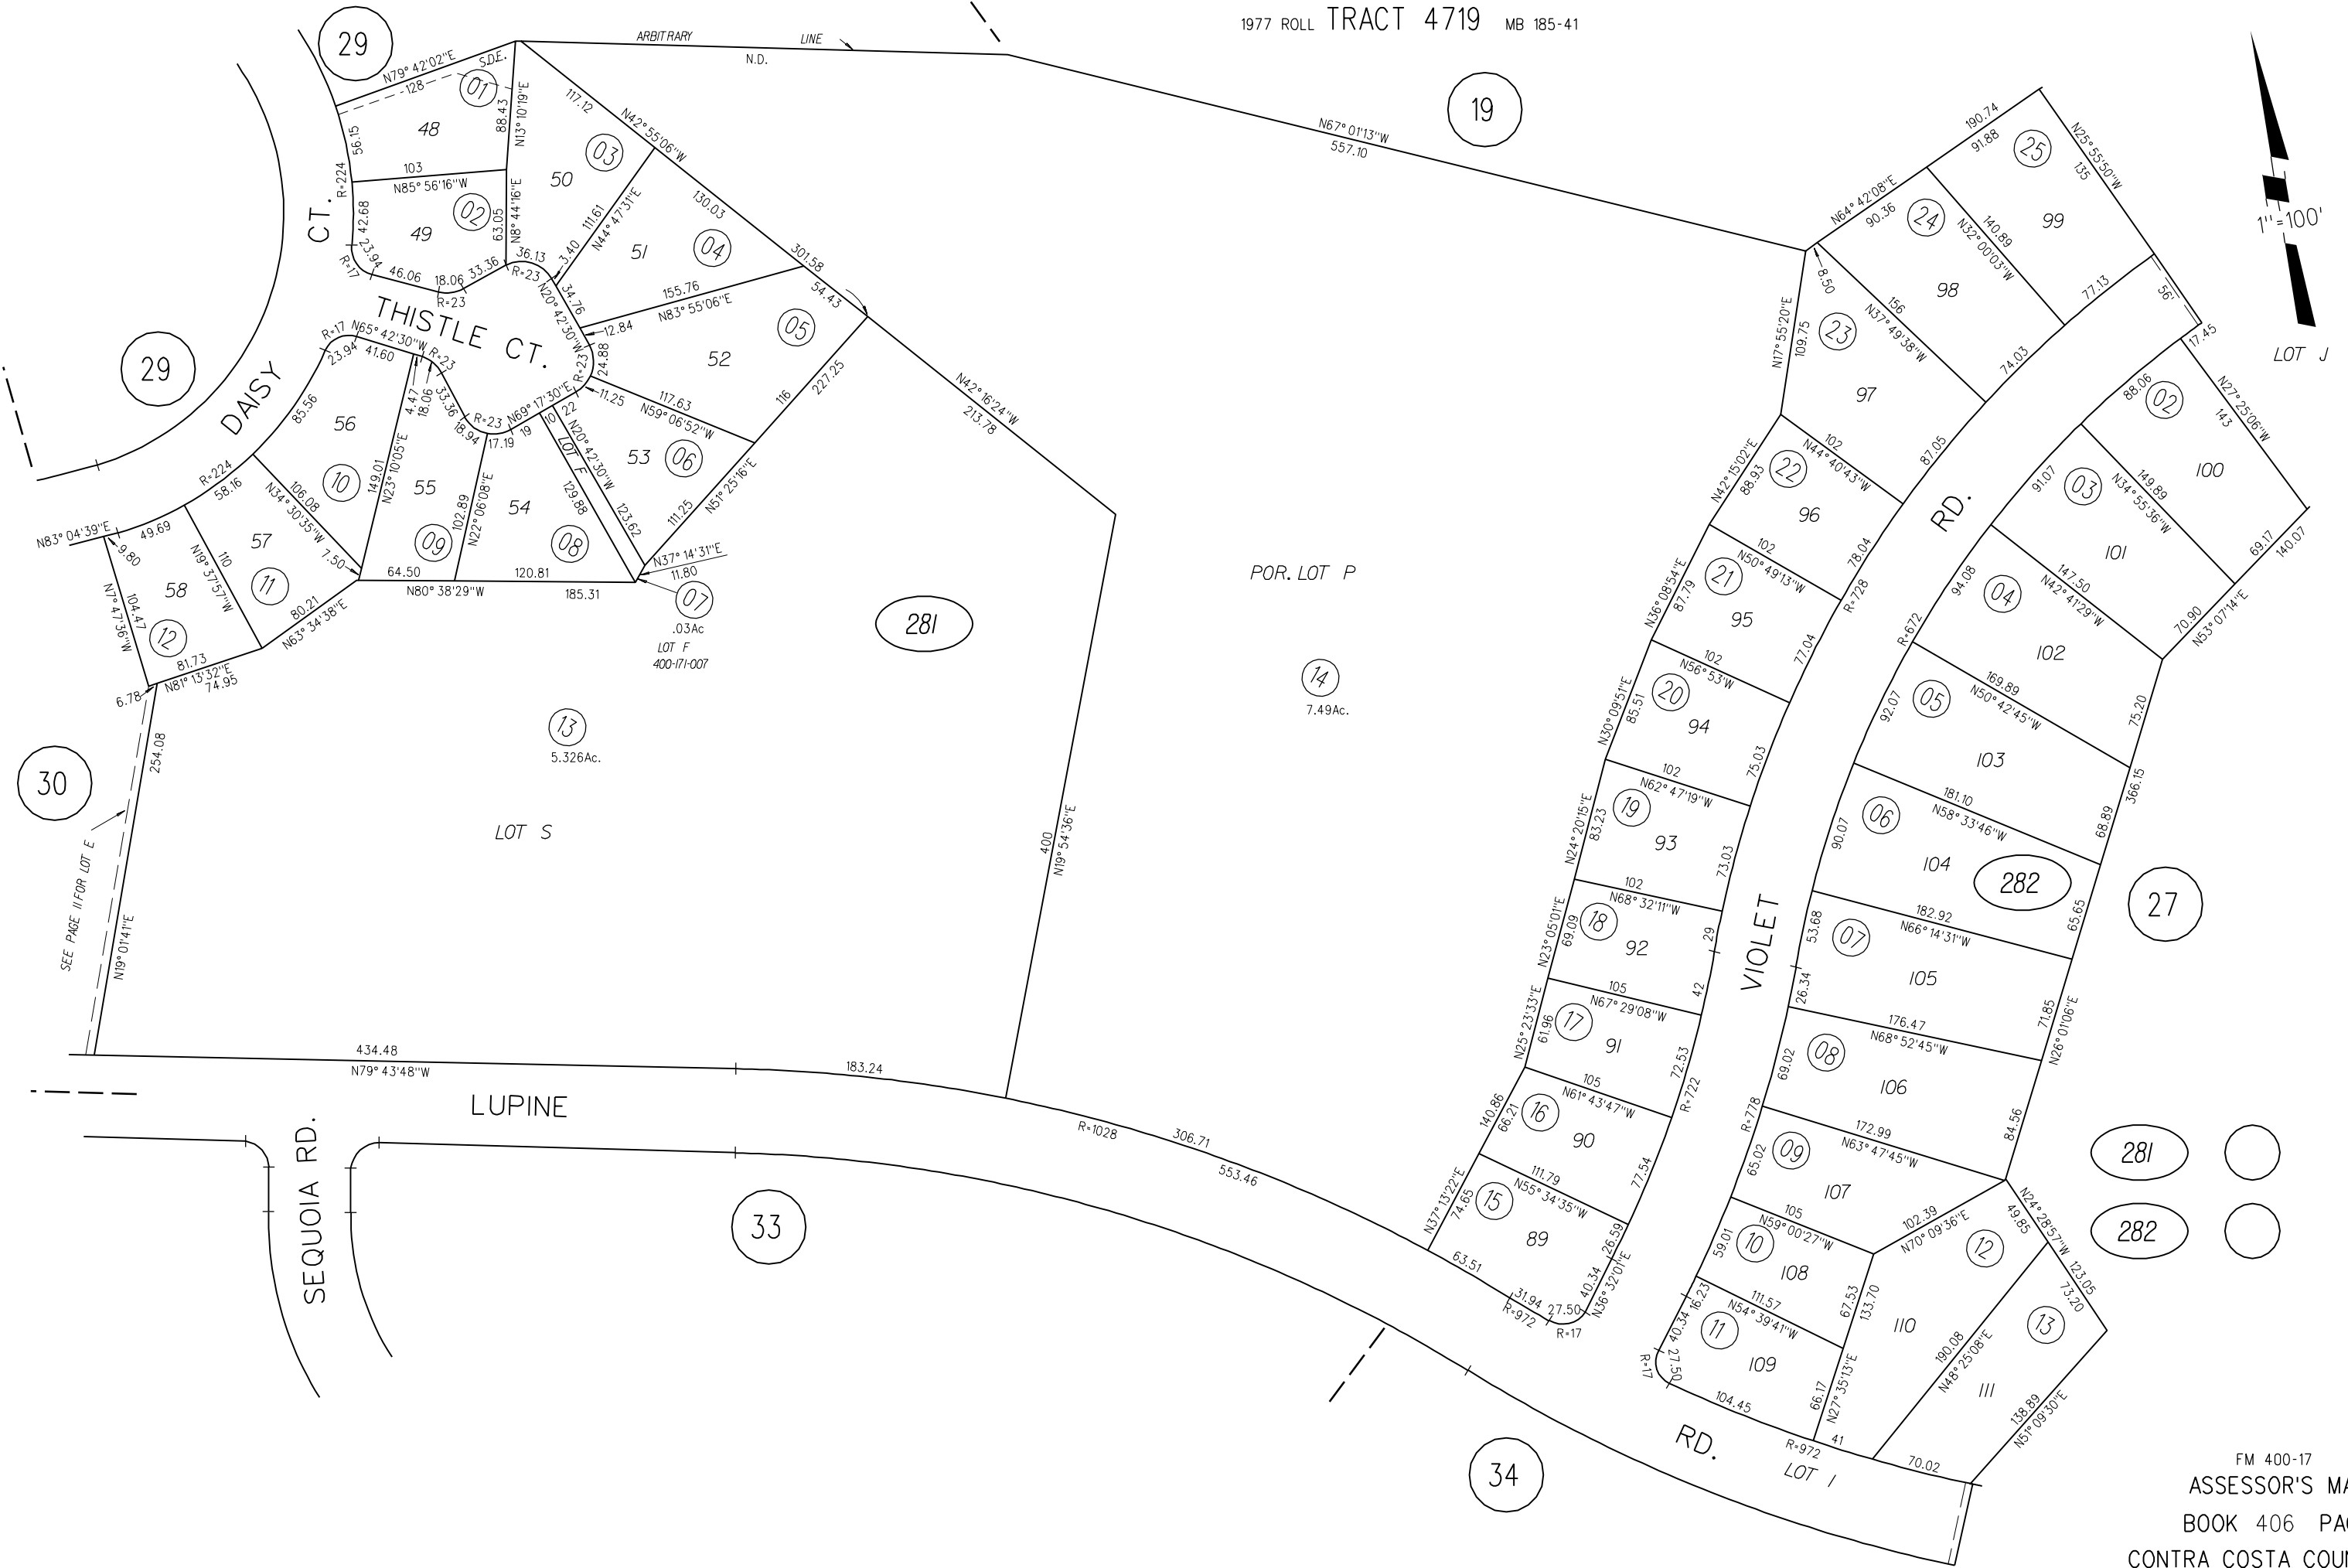 1977 ROLL TRACT 4719 MB 185-41
29
ARBITRARY LINE
N.D.
19
N67° 01'13"W
557.10
1"=100'
LOT J
N79° 42'02"E
S.D.E.
128
01
48
56.15
88.43
N13° 10'19"E
R=224
103
N85° 56'16"W
02
49
42.68
63.05
N8° 44'16"E
23.94
R=17
46.06
18.06
R=23
33.36
36.13
R=23
3.40
117.12
N42° 55'06"W
03
50
111.61
N44° 47'31"E
130.03
301.58
54.43
51
04
34.76
N20° 42'30"W
155.76
N83° 55'06"E
12.84
05
52
24.88
R=23
116
227.25
117.63
N59° 06'52"W
11.25
53
06
N51° 25'16"E
111.25
N42° 16'24"W
213.78
DAISY CT.
THISTLE CT.
29
R=17
23.94
N65° 42'30"W
41.60
R=23
4.47
18.06
33.36
18.94
R=23
17.19
N69° 17'30"E
19
10
22
LOT F
N20° 42'30"W
129.88
123.62
85.56
R=224
58.16
49.69
N83° 04'39"E
9.80
56
10
149.01
N23° 10'05"E
106.08
N34° 30'35"W
7.50
55
09
102.89
N22° 06'08"E
54
08
57
11
110
N19° 37'57"W
58
12
104.47
N7° 47'36"W
80.21
N63° 34'38"E
81.73
N81° 13'32"E
74.95
6.78
64.50
120.81
N80° 38'29"W
185.31
N37° 14'31"E
11.80
07
.03Ac
LOT F
400-171-007
281
13
5.326Ac.
LOT S
30
254.08
N19° 01'41"E
SEE PAGE 11 FOR LOT E
400
N19° 54'36"E
POR. LOT P
14
7.49Ac.
434.48
N79° 43'48"W
183.24
LUPINE RD.
R=1028
306.71
553.46
SEQUOIA RD.
33
34
190.74
91.88
N64° 42'08"E
90.36
8.50
25
99
N25° 55'50"W
135
24
98
140.89
N32° 00'03"W
77.13
56'
17.45
74.03
156
N37° 49'38"W
23
97
N17° 55'20"E
109.75
87.05
102
N44° 40'43"W
22
96
N42° 15'02"E
88.93
78.04
R=728
102
N50° 49'13"W
21
95
N36° 08'54"E
87.79
77.04
102
N56° 53'W
20
94
N30° 09'51"E
85.51
75.03
102
N62° 47'19"W
19
93
N24° 20'15"E
83.23
73.03
102
N68° 32'11"W
18
92
N23° 05'01"E
69.09
29
42
105
N67° 29'08"W
17
91
N25° 23'33"E
61.96
72.53
R=722
105
N61° 43'47"W
16
90
140.86
66.21
77.54
111.79
N55° 34'35"W
15
89
N37° 13'22"E
74.65
26.59
40.34
N36° 32'01"E
63.51
31.94
R=972
27.50
R=17
VIOLET RD.
88.06
02
100
N27° 25'06"W
143
69.17
140.07
149.89
N34° 55'36"W
91.07
03
101
70.90
N53° 07'14"E
147.50
N42° 41'29"W
94.08
R=672
04
102
75.20
169.89
N50° 42'45"W
92.07
05
103
366.15
68.89
181.10
N58° 33'46"W
90.07
06
104
282
65.65
27
182.92
N66° 14'31"W
53.68
07
105
26.34
71.85
N26° 01'06"E
176.47
N68° 52'45"W
69.02
08
106
84.56
R=778
172.99
N63° 47'45"W
65.02
09
107
102.39
N70° 09'36"E
105
N59° 00'27"W
59.01
10
108
67.53
133.70
16.23
111.57
N54° 39'41"W
40.34
11
109
27.50
R=17
66.17
N27° 35'13"E
104.45
R=972
41
70.02
LOT I
12
110
49.85
N24° 28'57"W
123.05
73.20
190.08
N48° 25'08"E
13
111
138.89
N51° 09'30"E
281
282
FM 400-17
ASSESSOR'S MA
BOOK 406 PAG
CONTRA COSTA COUN